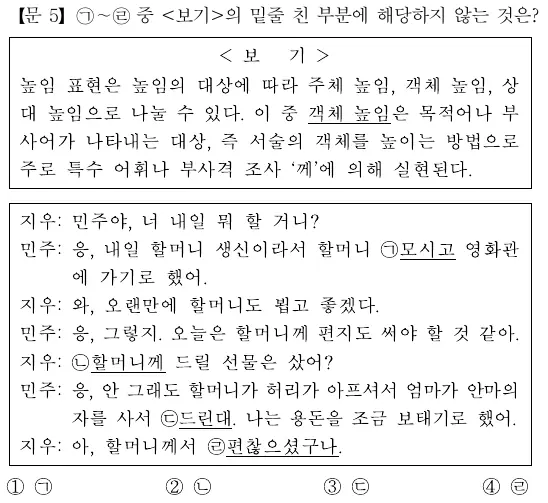 【문 5】 ㉠~㉣ 중 <보기>의 밑줄 친 부분에 해당하지 않는 것은?
< 보 기 >
높임 표현은 높임의 대상에 따라 주체 높임, 객체 높임, 상
대 높임으로 나눌 수 있다. 이 중 객체 높임은 목적어나 부
사어가 나타내는 대상, 즉 서술의 객체를 높이는 방법으로
주로 특수 어휘나 부사격 조사 ‘께’에 의해 실현된다.
지우: 민주야, 너 내일 뭐 할 거니?
민주: 응, 내일 할머니 생신이라서 할머니 ㉠모시고 영화관
에 가기로 했어.
지우: 와, 오랜만에 할머니도 뵙고 좋겠다.
민주: 응, 그렇지. 오늘은 할머니께 편지도 써야 할 것 같아.
지우: ㉡할머니께 드릴 선물은 샀어?
민주: 응, 안 그래도 할머니가 허리가 아프셔서 엄마가 안마의
자를 사서 ㉢드린대. 나는 용돈을 조금 보태기로 했어.
지우: 아, 할머니께서 ㉣편찮으셨구나.
① ㉠ ② ㉡ ③ ㉢ ④ ㉣